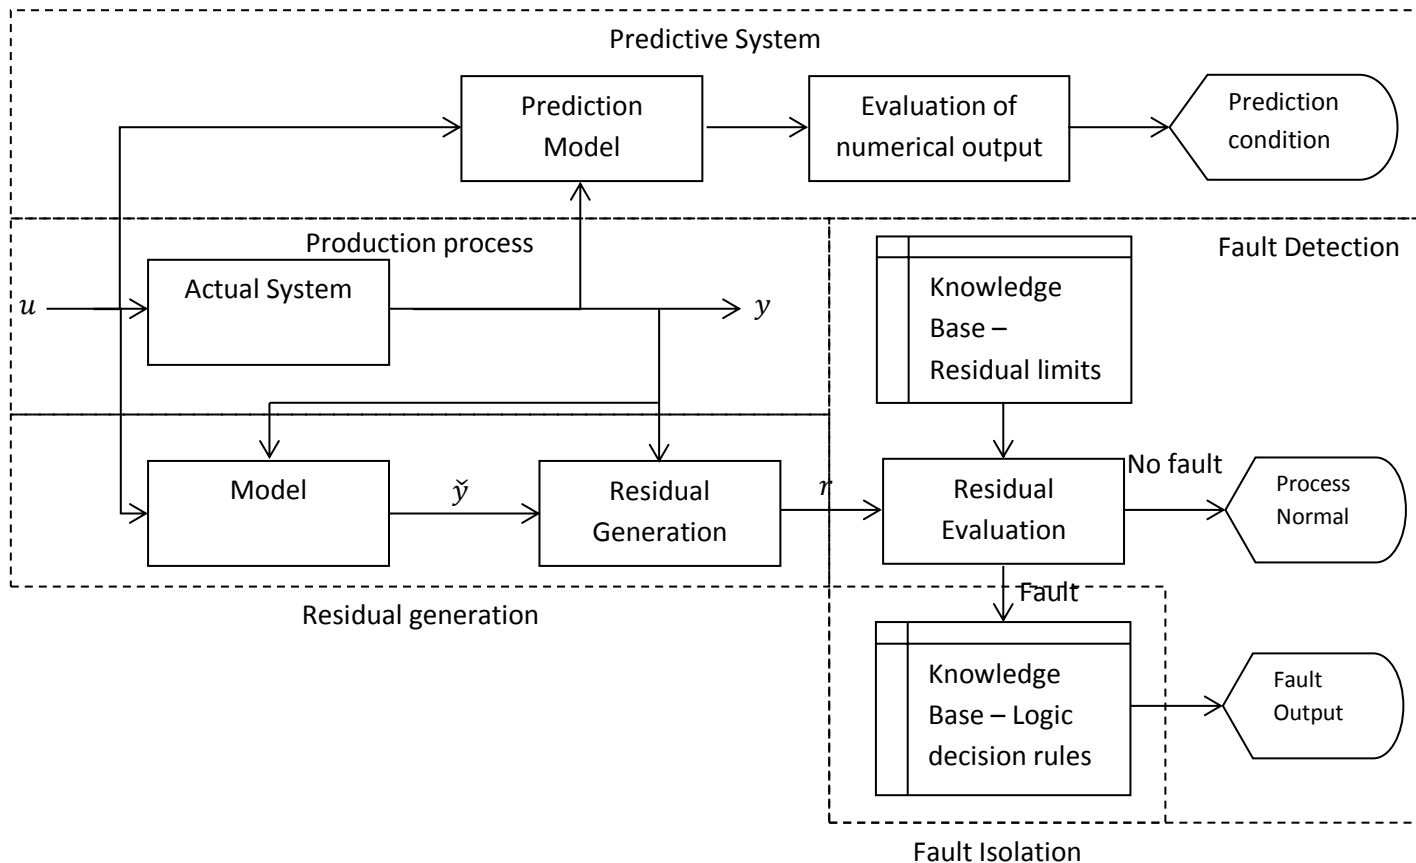 Predictive System
Prediction
Model
Evaluation of
numerical output
Prediction
condition
Production process
Fault Detection
Actual System
u
y
Knowledge
Base –
Residual limits
Model
y̌
Residual
Generation
r
Residual
Evaluation
No fault
Process
Normal
Fault
Residual generation
Knowledge
Base – Logic
decision rules
Fault
Output
Fault Isolation